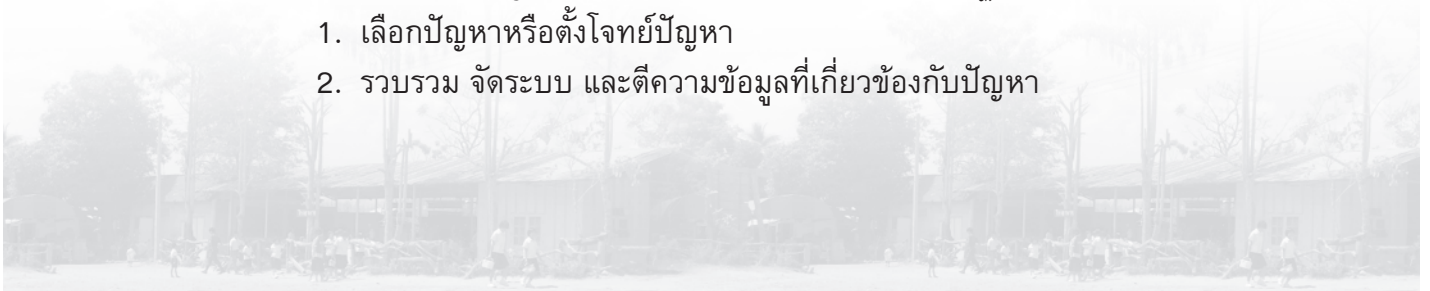 1. เลือกปัญหาหรือตั้งโจทย์ปัญหา
2. รวบรวม จัดระบบ และตีความข้อมูลที่เกี่ยวข้องกับปัญหา